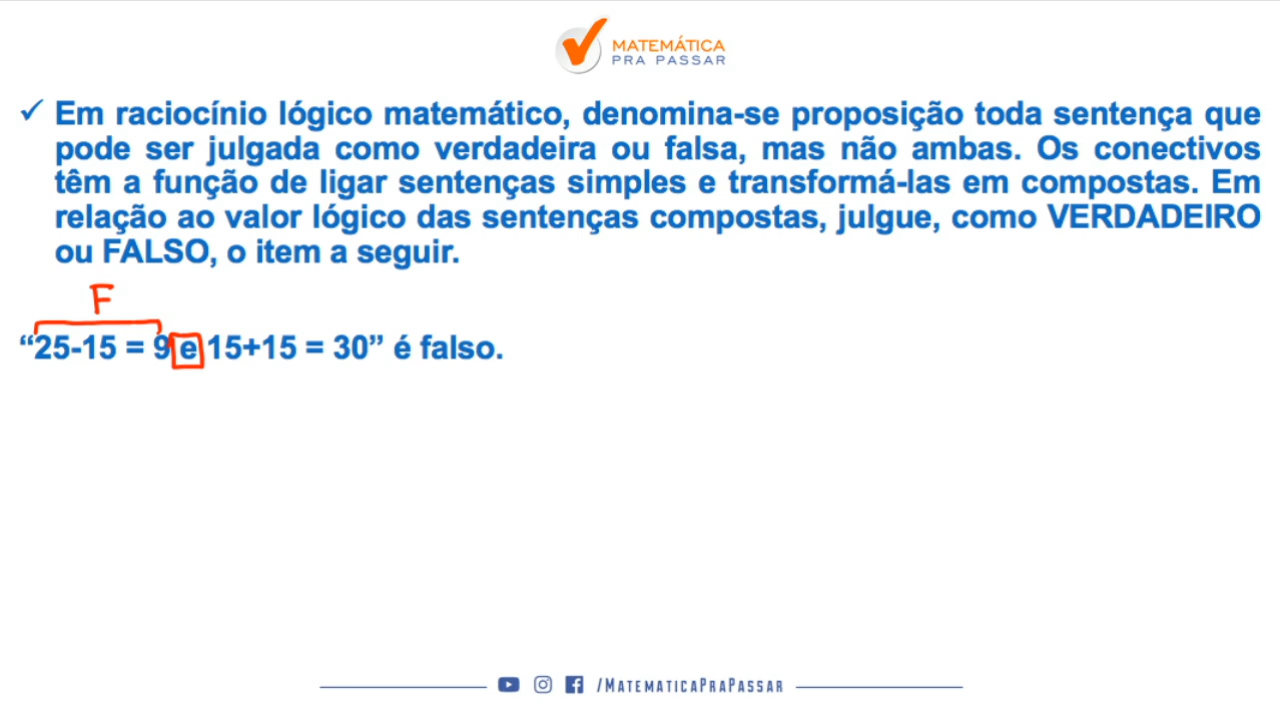 MATEMÁTICA
PRA PASSAR
✓ Em raciocínio lógico matemático, denomina-se proposição toda sentença que
pode ser julgada como verdadeira ou falsa, mas não ambas. Os conectivos
têm a função de ligar sentenças simples e transformá-las em compostas. Em
relação ao valor lógico das sentenças compostas, julgue, como VERDADEIRO
ou FALSO, o item a seguir.
F
“25-15 = 9 e 15+15 = 30” é falso.
/MATEMATICAPRAPASSAR